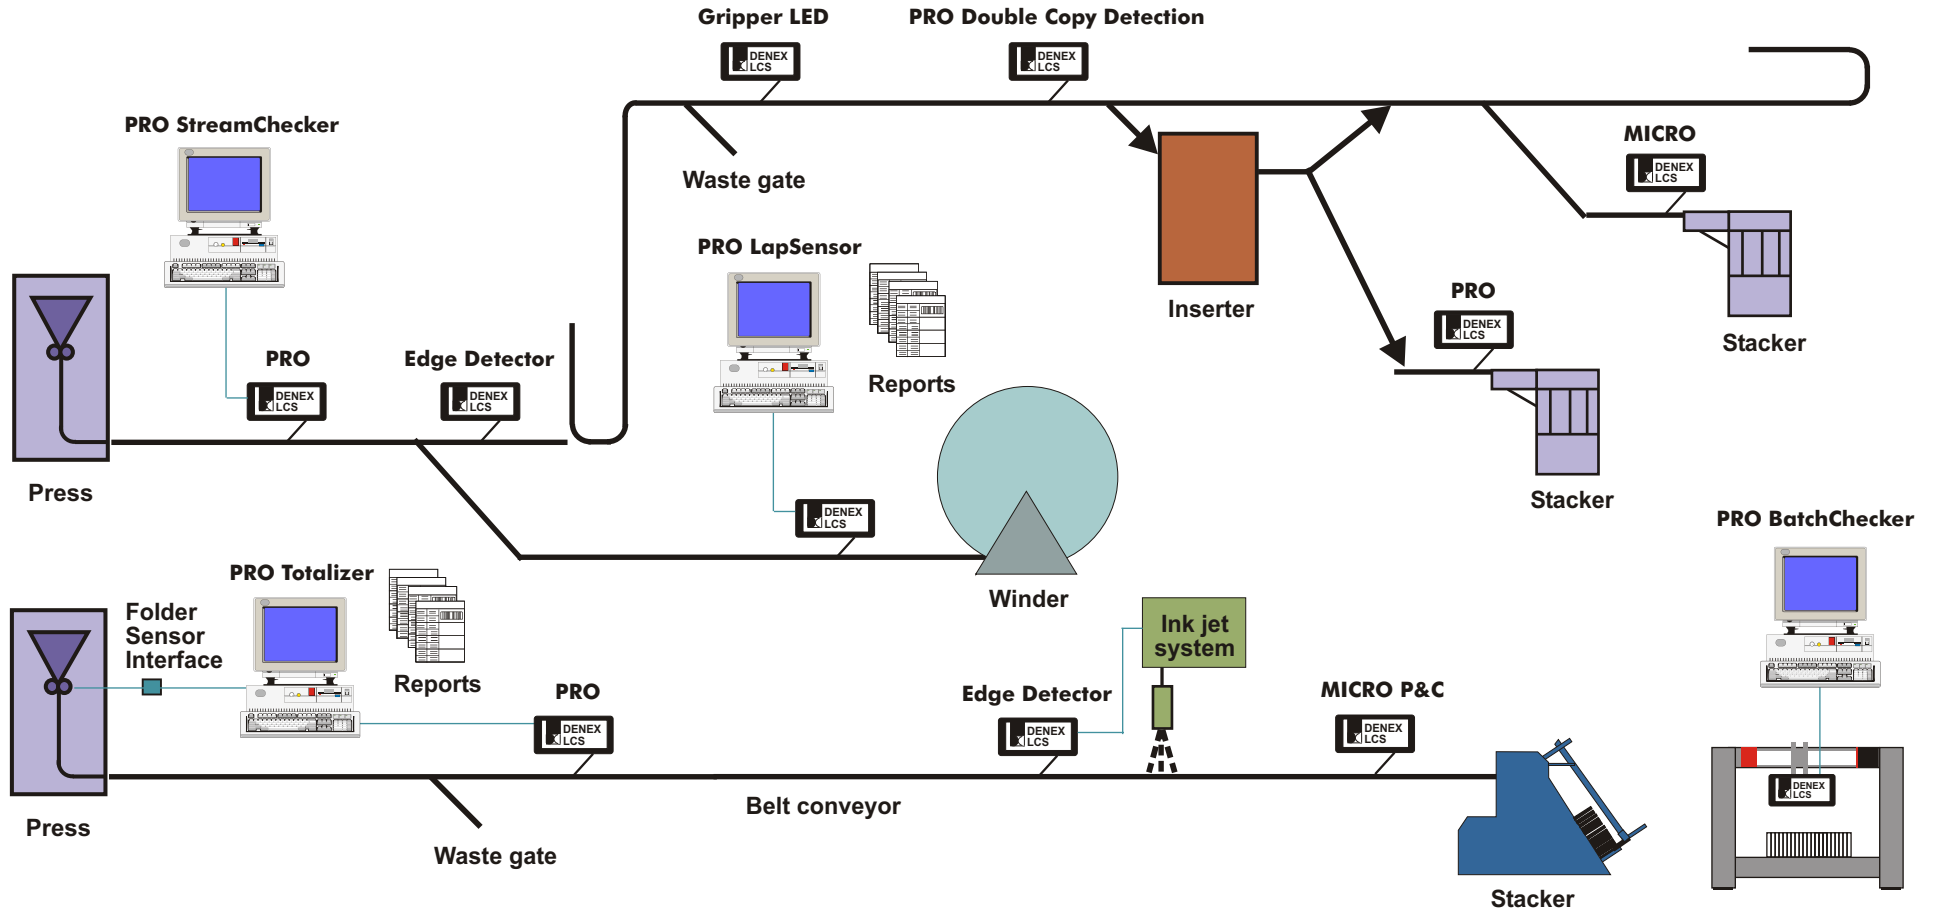 Gripper LED
PRO Double Copy Detection
DENEX
LCS
DENEX
LCS
PRO StreamChecker
MICRO
DENEX
LCS
Waste gate
PRO LapSensor
PRO
Inserter
DENEX
LCS
Stacker
PRO
Edge Detector
Reports
DENEX
LCS
DENEX
LCS
Press
Stacker
DENEX
LCS
PRO BatchChecker
PRO Totalizer
Winder
Folder
Sensor
Interface
Ink jet
system
Reports
PRO
Edge Detector
MICRO P&C
DENEX
LCS
DENEX
LCS
DENEX
LCS
DENEX
LCS
Belt conveyor
Press
Waste gate
Stacker